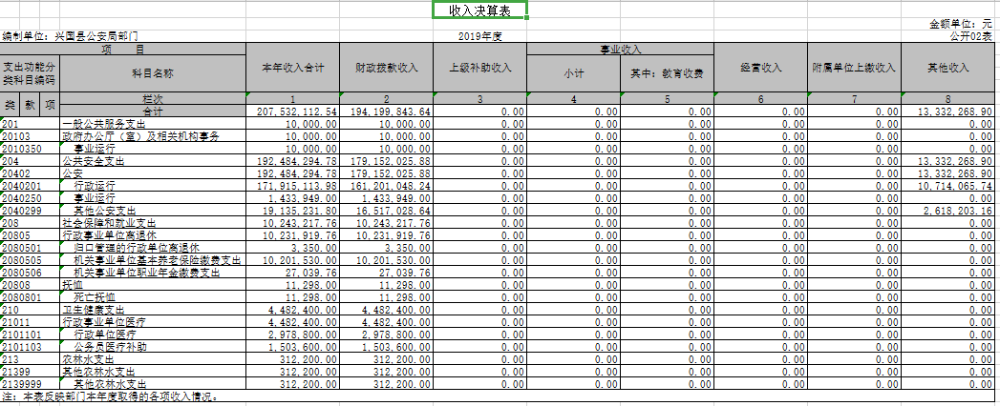 收入决算表
金额单位：元
编制单位：兴国县公安局部门 2019年度 公开02表
项 目 本年收入合计 财政拨款收入 上级补助收入 事业收入 经营收入 附属单位上缴收入 其他收入
支出功能分类科目编码 科目名称 小计 其中：教育收费
类 款 项 栏次 1 2 3 4 5 6 7 8
合计 207,532,112.54 194,199,843.64 0.00 0.00 0.00 0.00 0.00 13,332,268.90
201 一般公共服务支出 10,000.00 10,000.00 0.00 0.00 0.00 0.00 0.00 0.00
20103 政府办公厅（室）及相关机构事务 10,000.00 10,000.00 0.00 0.00 0.00 0.00 0.00 0.00
2010350 事业运行 10,000.00 10,000.00 0.00 0.00 0.00 0.00 0.00 0.00
204 公共安全支出 192,484,294.78 179,152,025.88 0.00 0.00 0.00 0.00 0.00 13,332,268.90
20402 公安 192,484,294.78 179,152,025.88 0.00 0.00 0.00 0.00 0.00 13,332,268.90
2040201 行政运行 171,915,113.98 161,201,048.24 0.00 0.00 0.00 0.00 0.00 10,714,065.74
2040250 事业运行 1,433,949.00 1,433,949.00 0.00 0.00 0.00 0.00 0.00 0.00
2040299 其他公安支出 19,135,231.80 16,517,028.64 0.00 0.00 0.00 0.00 0.00 2,618,203.16
208 社会保障和就业支出 10,243,217.76 10,243,217.76 0.00 0.00 0.00 0.00 0.00 0.00
20805 行政事业单位离退休 10,231,919.76 10,231,919.76 0.00 0.00 0.00 0.00 0.00 0.00
2080501 归口管理的行政单位离退休 3,350.00 3,350.00 0.00 0.00 0.00 0.00 0.00 0.00
2080505 机关事业单位基本养老保险缴费支出 10,201,530.00 10,201,530.00 0.00 0.00 0.00 0.00 0.00 0.00
2080506 机关事业单位职业年金缴费支出 27,039.76 27,039.76 0.00 0.00 0.00 0.00 0.00 0.00
20808 抚恤 11,298.00 11,298.00 0.00 0.00 0.00 0.00 0.00 0.00
2080801 死亡抚恤 11,298.00 11,298.00 0.00 0.00 0.00 0.00 0.00 0.00
210 卫生健康支出 4,482,400.00 4,482,400.00 0.00 0.00 0.00 0.00 0.00 0.00
21011 行政事业单位医疗 4,482,400.00 4,482,400.00 0.00 0.00 0.00 0.00 0.00 0.00
2101101 行政单位医疗 2,978,800.00 2,978,800.00 0.00 0.00 0.00 0.00 0.00 0.00
2101103 公务员医疗补助 1,503,600.00 1,503,600.00 0.00 0.00 0.00 0.00 0.00 0.00
213 农林水支出 312,200.00 312,200.00 0.00 0.00 0.00 0.00 0.00 0.00
21399 其他农林水支出 312,200.00 312,200.00 0.00 0.00 0.00 0.00 0.00 0.00
2139999 其他农林水支出 312,200.00 312,200.00 0.00 0.00 0.00 0.00 0.00 0.00
注：本表反映部门本年度取得的各项收入情况。